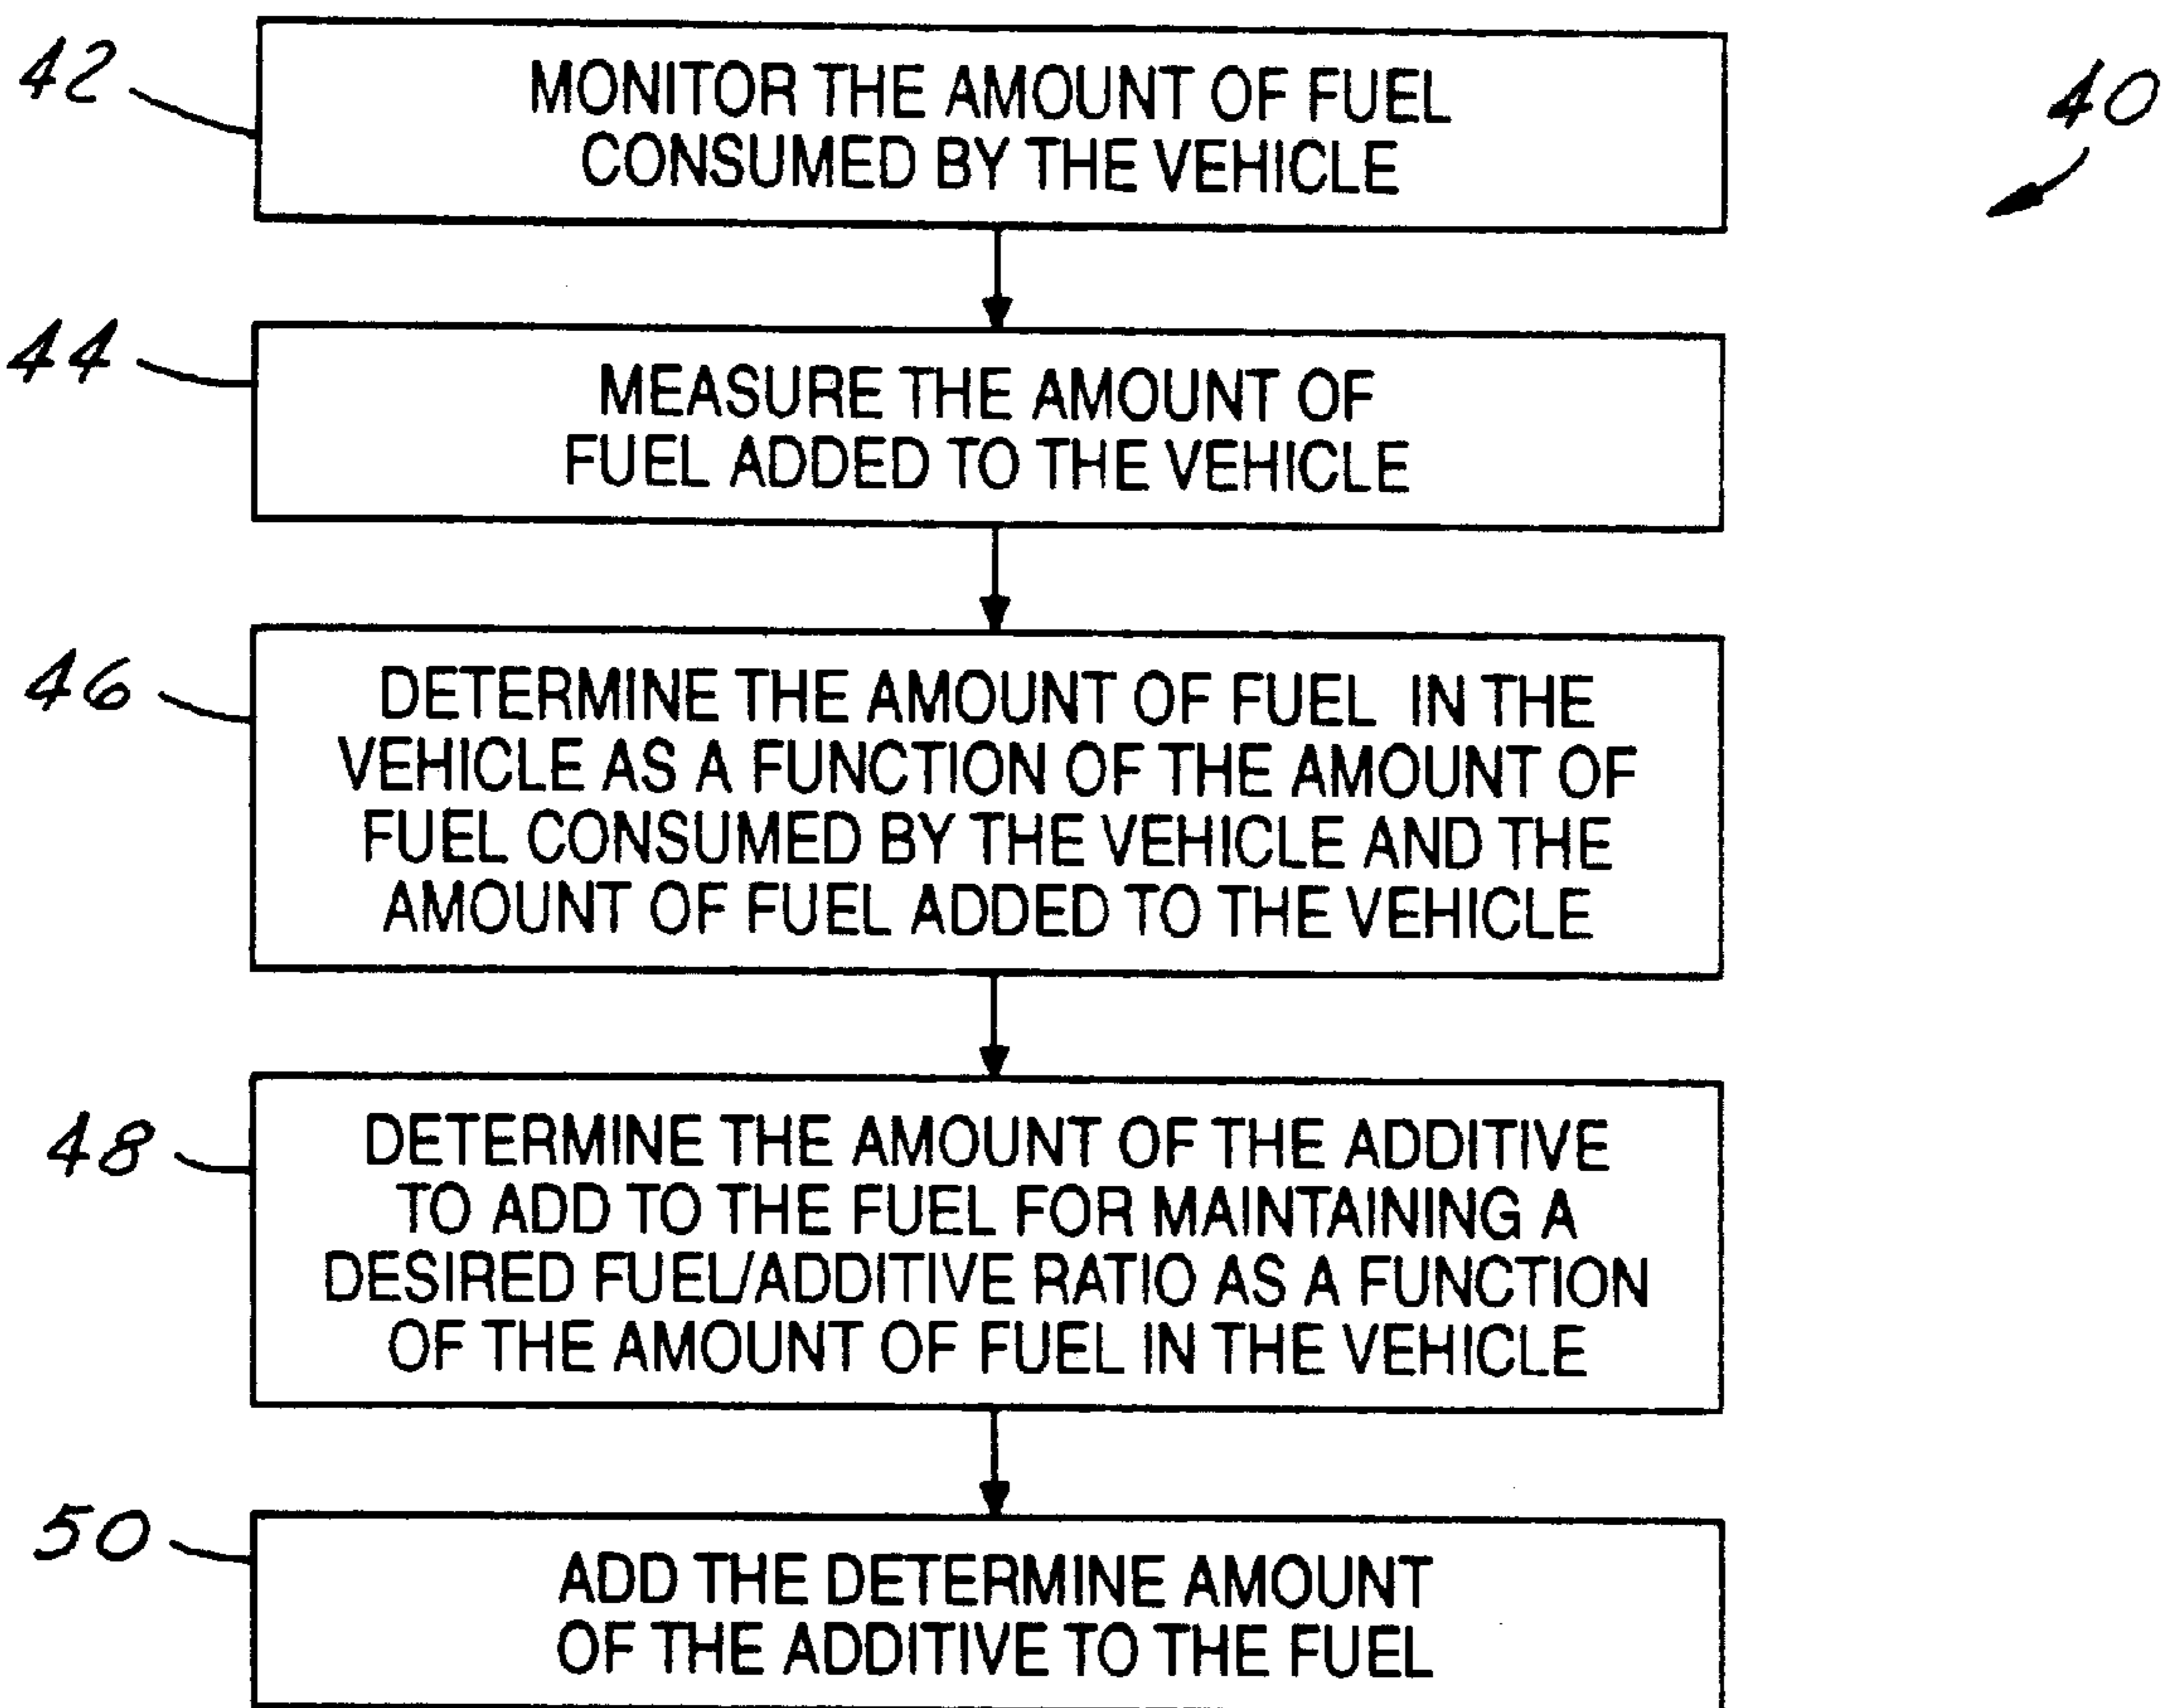 42
MONITOR THE AMOUNT OF FUEL
CONSUMED BY THE VEHICLE
40
44
MEASURE THE AMOUNT OF
FUEL ADDED TO THE VEHICLE
46
DETERMINE THE AMOUNT OF FUEL IN THE
VEHICLE AS A FUNCTION OF THE AMOUNT OF
FUEL CONSUMED BY THE VEHICLE AND THE
AMOUNT OF FUEL ADDED TO THE VEHICLE
48
DETERMINE THE AMOUNT OF THE ADDITIVE
TO ADD TO THE FUEL FOR MAINTAINING A
DESIRED FUEL/ADDITIVE RATIO AS A FUNCTION
OF THE AMOUNT OF FUEL IN THE VEHICLE
50
ADD THE DETERMINE AMOUNT
OF THE ADDITIVE TO THE FUEL